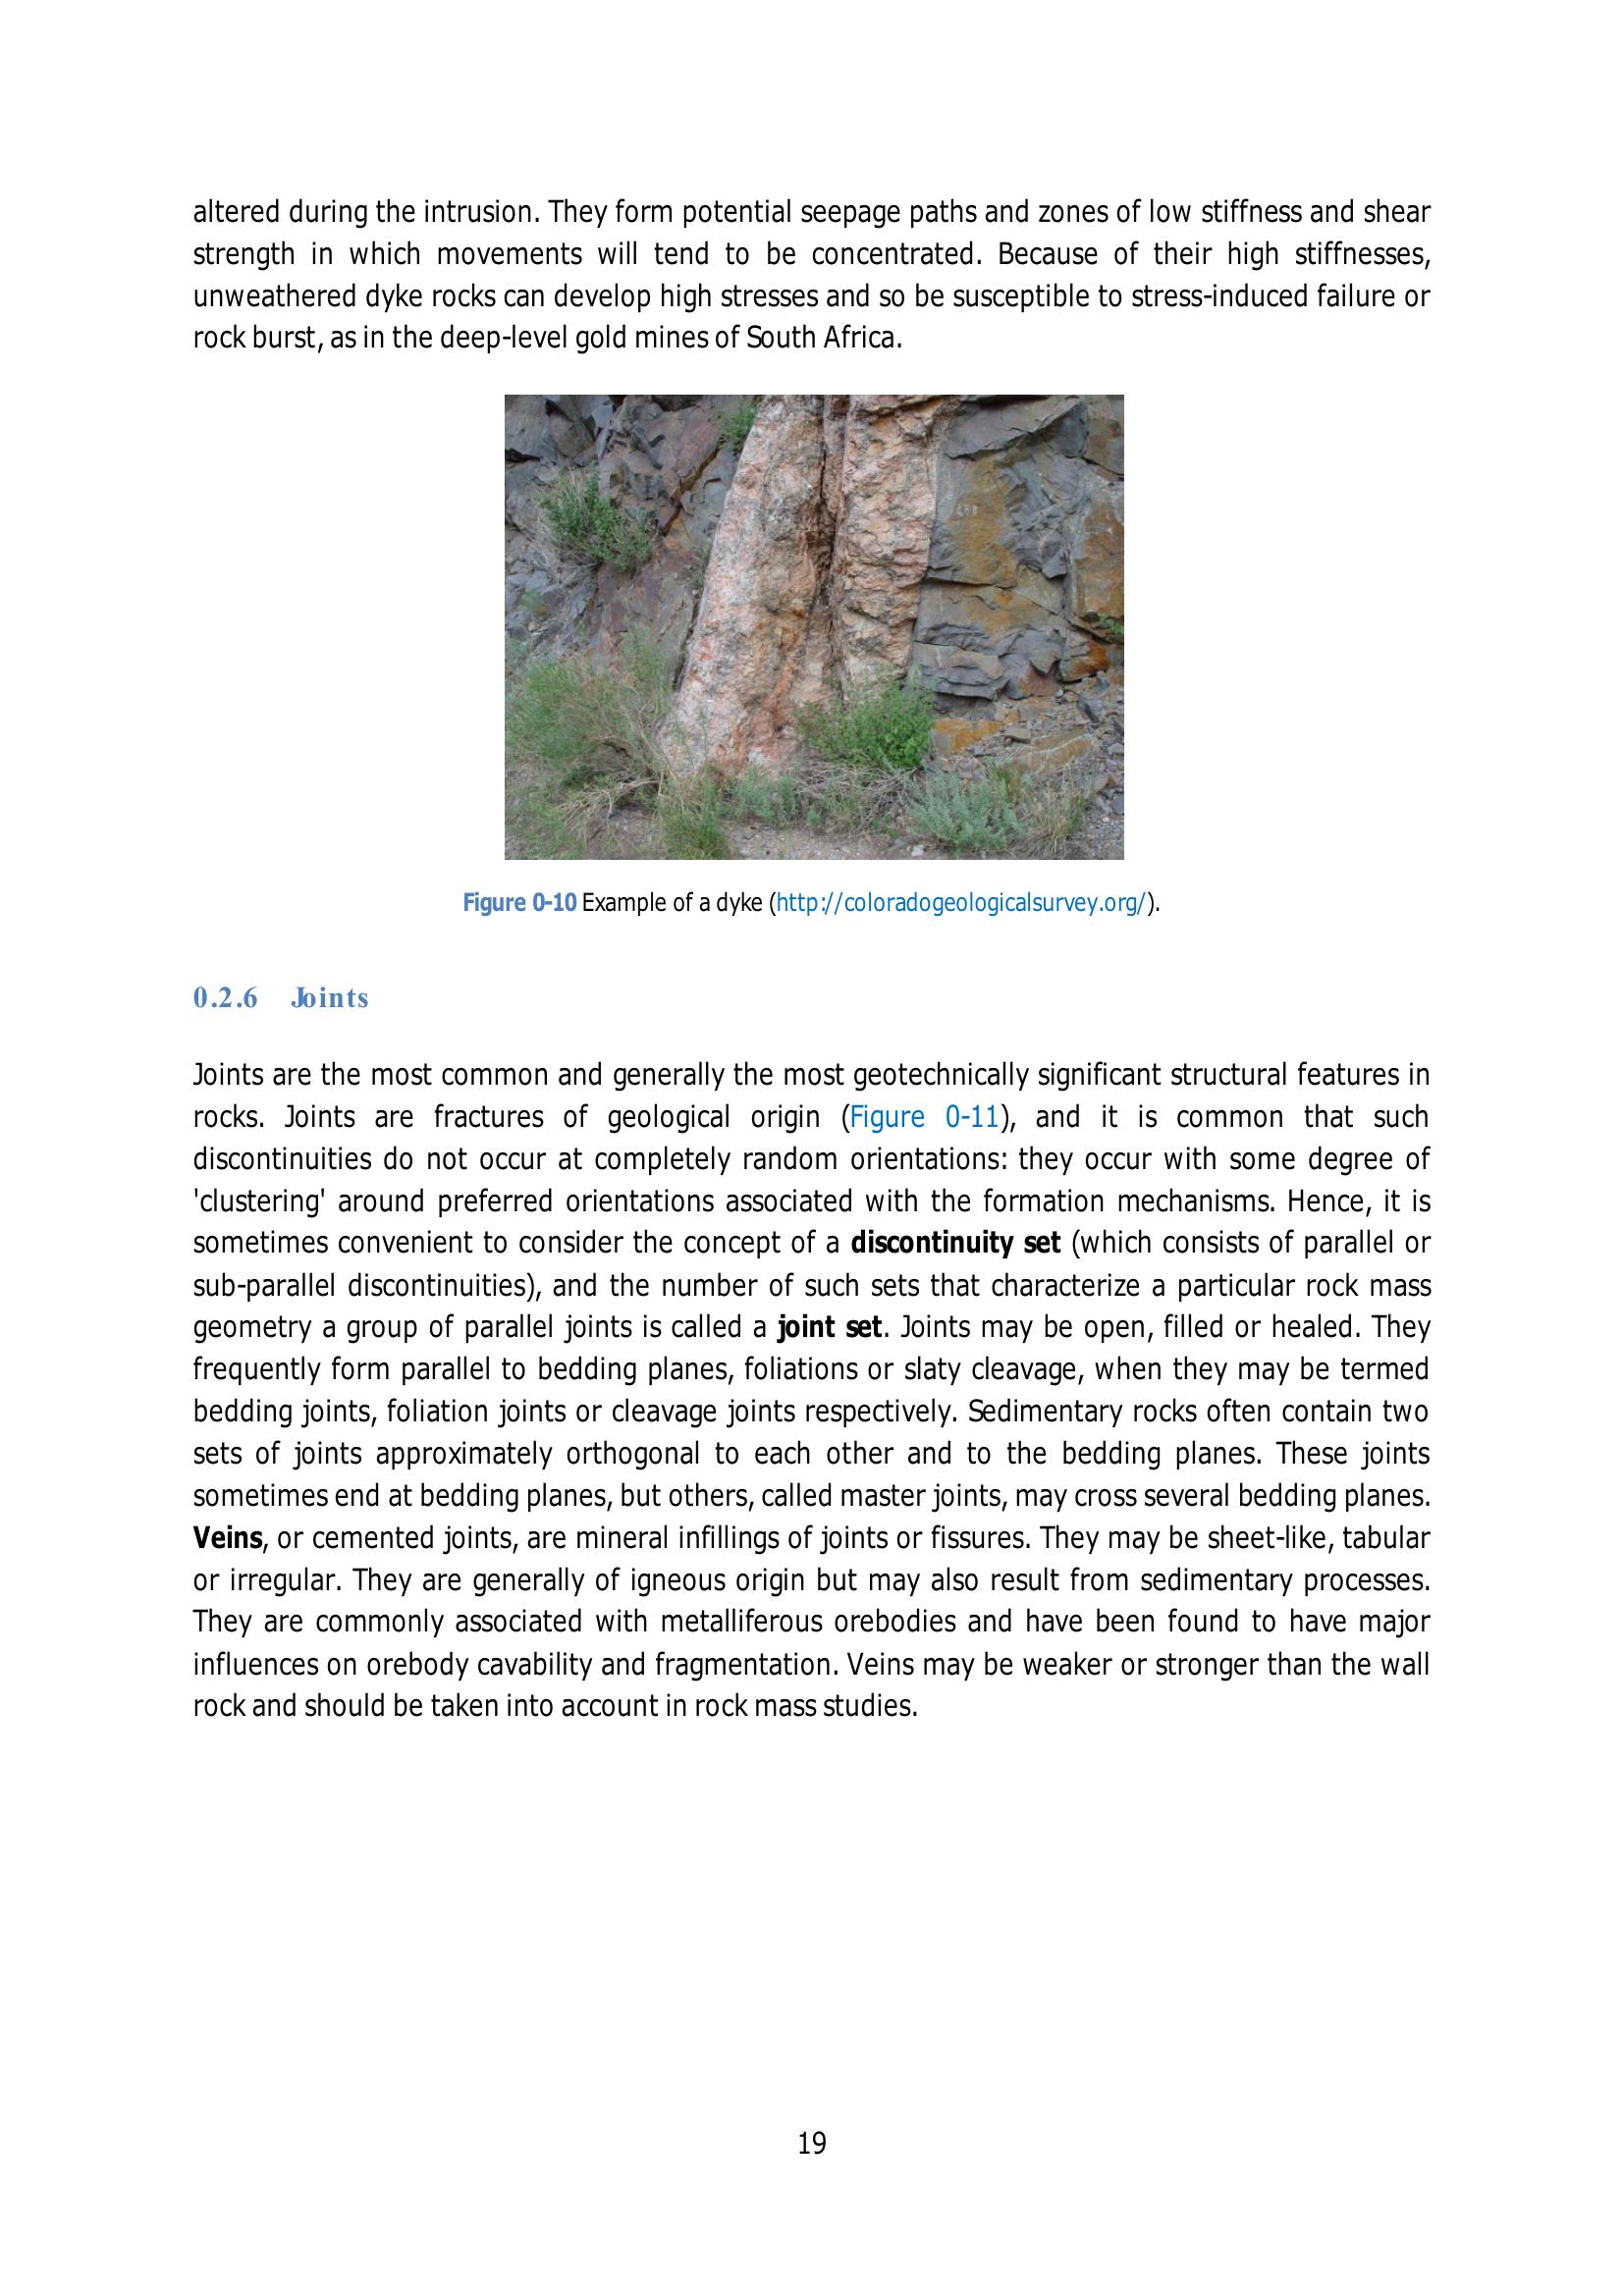 altered during the intrusion. They form potential seepage paths and zones of low stiffness and shear
strength in which movements will tend to be concentrated. Because of their high stiffnesses,
unweathered dyke rocks can develop high stresses and so be susceptible to stress-induced failure or
rock burst, as in the deep-level gold mines of South Africa.
Figure 0-10 Example of a dyke (http://coloradogeologicalsurvey.org/).
0.2.6 Joints
Joints are the most common and generally the most geotechnically significant structural features in
rocks. Joints are fractures of geological origin (Figure 0-11), and it is common that such
discontinuities do not occur at completely random orientations: they occur with some degree of
'clustering' around preferred orientations associated with the formation mechanisms. Hence, it is
sometimes convenient to consider the concept of a discontinuity set (which consists of parallel or
sub-parallel discontinuities), and the number of such sets that characterize a particular rock mass
geometry a group of parallel joints is called a joint set. Joints may be open, filled or healed. They
frequently form parallel to bedding planes, foliations or slaty cleavage, when they may be termed
bedding joints, foliation joints or cleavage joints respectively. Sedimentary rocks often contain two
sets of joints approximately orthogonal to each other and to the bedding planes. These joints
sometimes end at bedding planes, but others, called master joints, may cross several bedding planes.
Veins, or cemented joints, are mineral infillings of joints or fissures. They may be sheet-like, tabular
or irregular. They are generally of igneous origin but may also result from sedimentary processes.
They are commonly associated with metalliferous orebodies and have been found to have major
influences on orebody cavability and fragmentation. Veins may be weaker or stronger than the wall
rock and should be taken into account in rock mass studies.
19